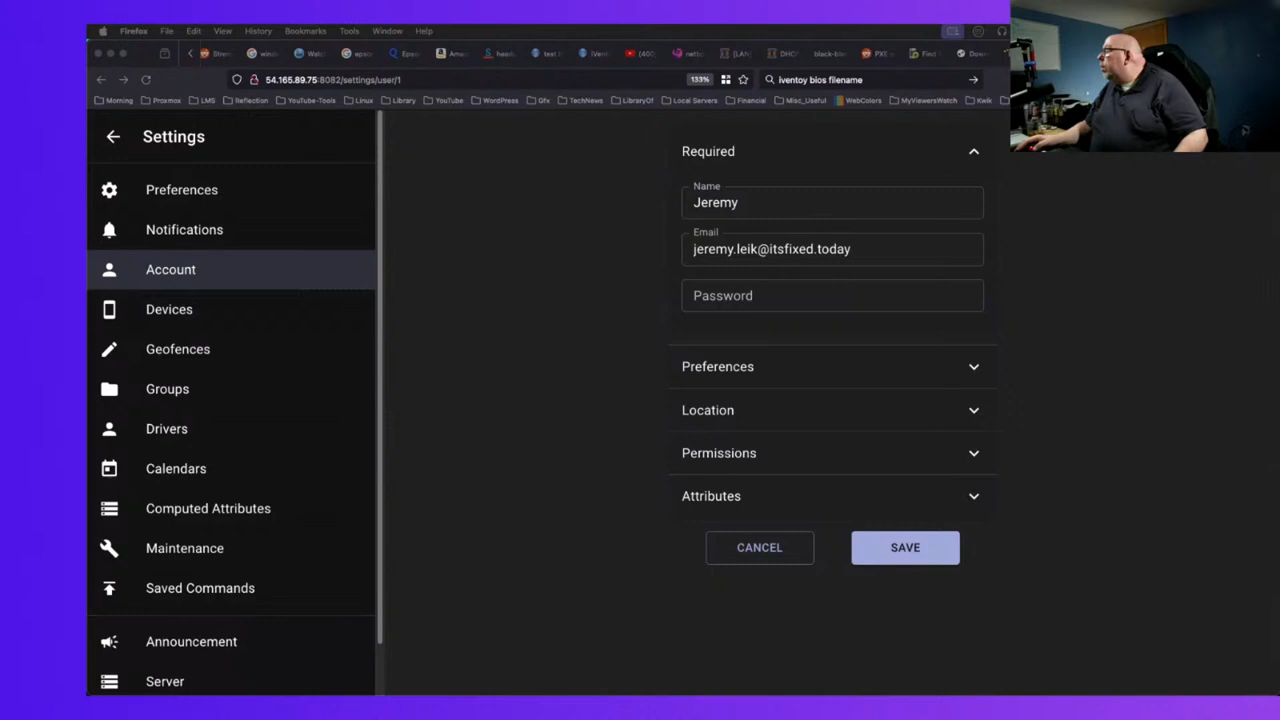 Firefox File Edit View History Bookmarks Tools Window Help
54.165.89.75:8082/settings/user/1 133% iventoy bios filename
Morning Proxmox LMS Reflection YouTube-Tools Linux Library YouTube WordPress Gfx TechNews LibraryOf Local Servers Financial Misc_Useful WebColors MyViewersWatch Kwik
Settings
Preferences
Notifications
Account
Devices
Geofences
Groups
Drivers
Calendars
Computed Attributes
Maintenance
Saved Commands
Announcement
Server
Required
Name
Jeremy
Email
jeremy.leik@itsfixed.today
Password
Preferences
Location
Permissions
Attributes
CANCEL SAVE